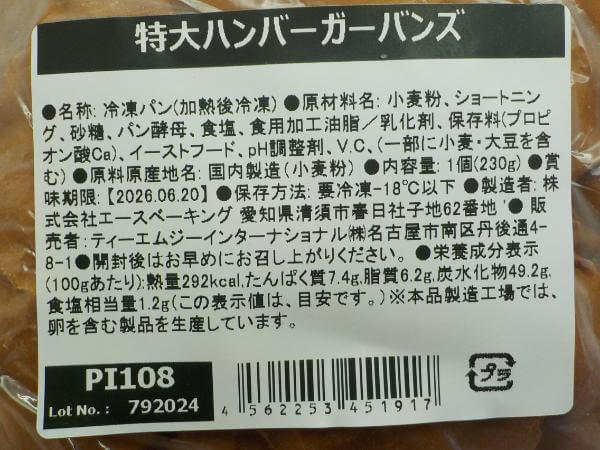 特大ハンバーガーバンズ
●名称: 冷凍パン(加熱後冷凍) ●原材料名: 小麦粉、ショートニン
グ、砂糖、パン酵母、食塩、食用加工油脂／乳化剤、保存料(プロピ
オン酸Ca)、イーストフード、pH調整剤、V.C、(一部に小麦・大豆を含
む) ●原料原産地名: 国内製造(小麦粉) ●内容量: 1個(230g) ●賞
味期限: 【2026.06.20】 ●保存方法: 要冷凍-18℃以下 ●製造者: 株
式会社エースベーキング 愛知県清須市春日社子地62番地 '● 販
売者: ティーエムジーインターナショナル㈱名古屋市南区丹後通4-
8-1●開封後はお早めにお召し上がりください。 ●栄養成分表示
(100gあたり):熱量292kcal,たんぱく質7.4g,脂質6.2g,炭水化物49.2g,
食塩相当量1.2g(この表示値は、目安です。)※本品製造工場では、
卵を含む製品を生産しています。
PI108
Lot No.: 792024
4 562253 451917
プラ